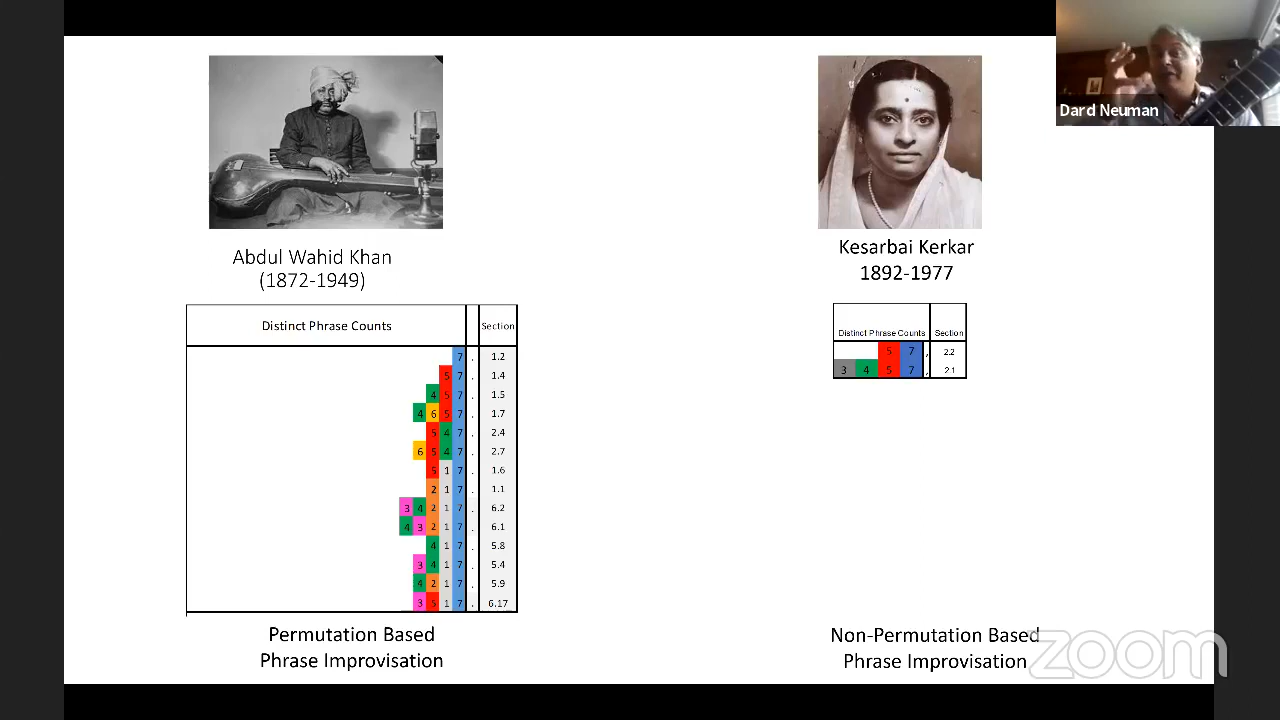 Dard Neuman
Abdul Wahid Khan
(1872-1949)
Distinct Phrase Counts Section
7 . 1.2
5 7 . 1.4
4 5 7 . 1.5
4 6 5 7 . 1.7
5 4 7 . 2.4
6 5 4 7 . 2.7
5 1 7 . 1.6
2 1 7 . 1.1
3 4 2 1 7 . 6.2
4 3 2 1 7 . 6.1
4 1 7 . 5.8
3 4 1 7 . 5.4
4 2 1 7 . 5.9
3 5 1 7 . 6.17
Permutation Based
Phrase Improvisation
Kesarbai Kerkar
1892-1977
Distinct Phrase Counts Section
5 7 , 2.2
3 4 5 7 , 2.1
Non-Permutation Based
Phrase Improvisation
zoom